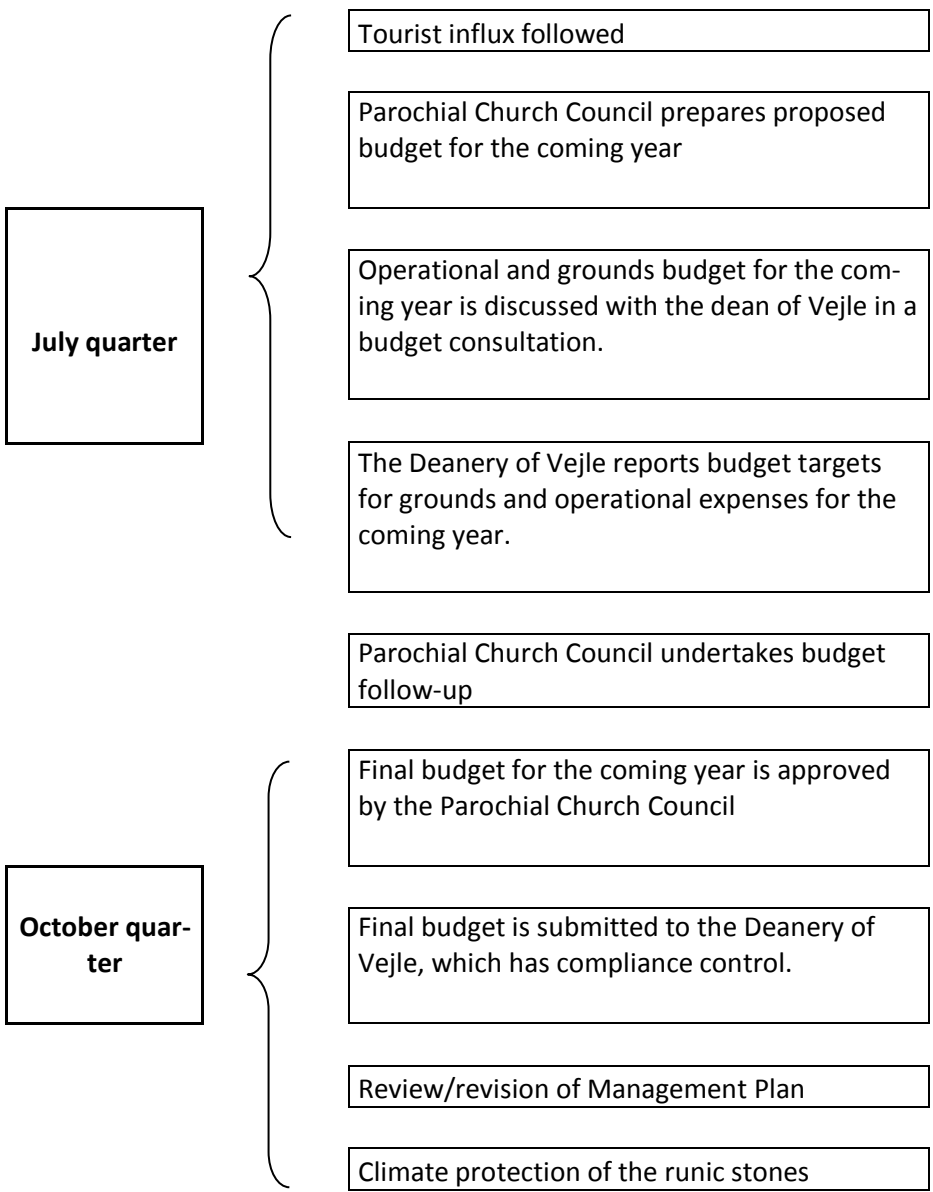 Tourist influx followed
Parochial Church Council prepares proposed
budget for the coming year
July quarter
Operational and grounds budget for the com-
ing year is discussed with the dean of Vejle in a
budget consultation.
The Deanery of Vejle reports budget targets
for grounds and operational expenses for the
coming year.
Parochial Church Council undertakes budget
follow-up
October quar-
ter
Final budget for the coming year is approved
by the Parochial Church Council
Final budget is submitted to the Deanery of
Vejle, which has compliance control.
Review/revision of Management Plan
Climate protection of the runic stones